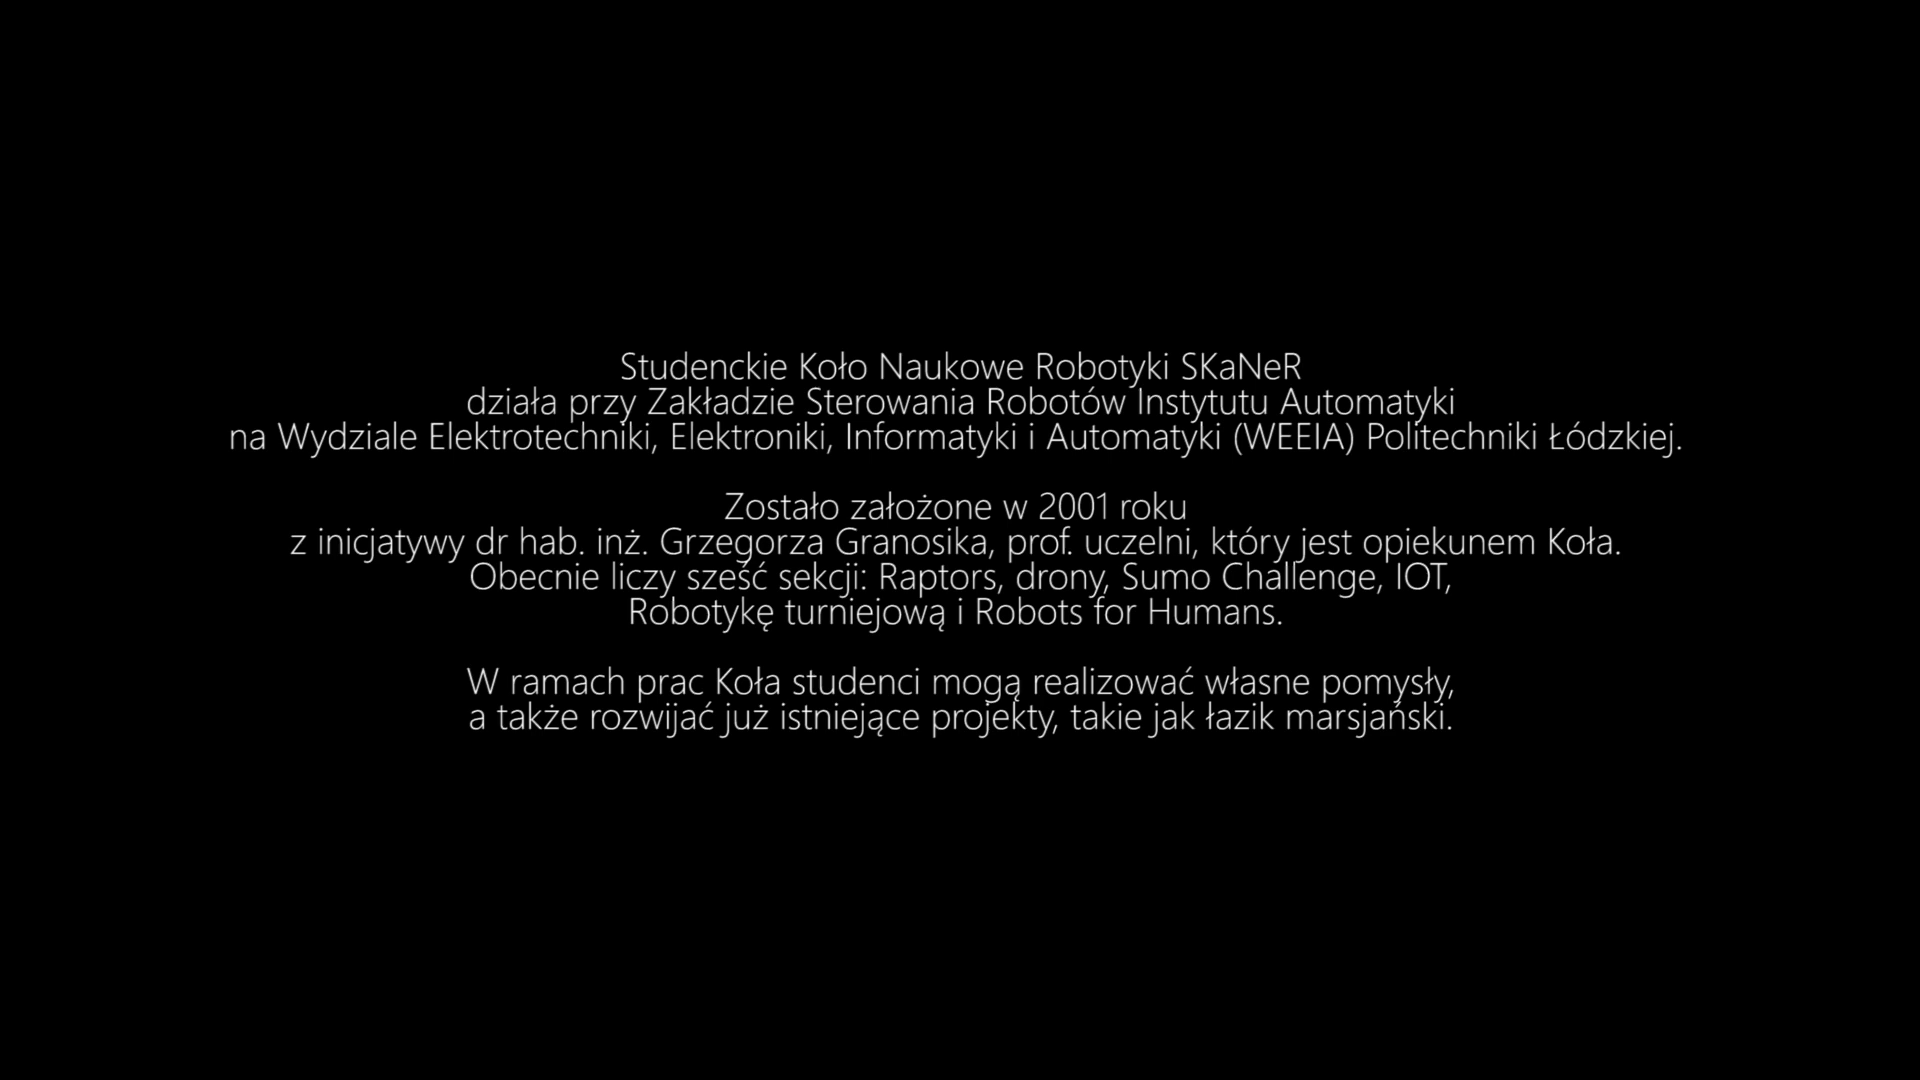 Studenckie Koło Naukowe Robotyki SKaNeR
działa przy Zakładzie Sterowania Robotów Instytutu Automatyki
na Wydziale Elektrotechniki, Elektroniki, Informatyki i Automatyki (WEEIA) Politechniki Łódzkiej.
Zostało założone w 2001 roku
z inicjatywy dr hab. inż. Grzegorza Granosika, prof. uczelni, który jest opiekunem Koła.
Obecnie liczy sześć sekcji: Raptors, drony, Sumo Challenge, IOT,
Robotykę turniejową i Robots for Humans.
W ramach prac Koła studenci mogą realizować własne pomysły,
a także rozwijać już istniejące projekty, takie jak łazik marsjański.